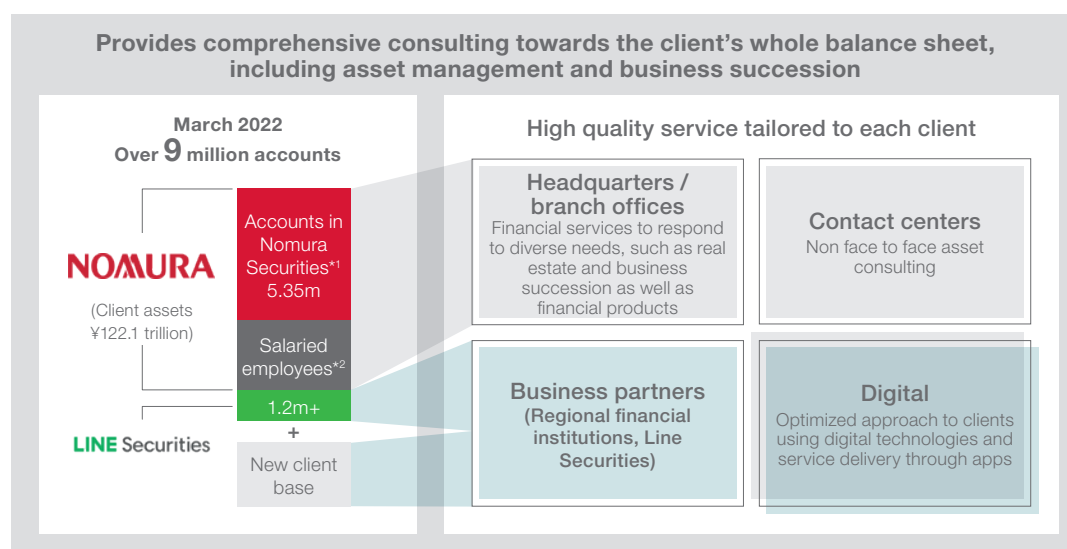 Provides comprehensive consulting towards the client's whole balance sheet,
including asset management and business succession
March 2022
Over 9 million accounts
NOMURA
(Client assets
¥122.1 trillion)
Accounts in
Nomura
Securities*1
5.35m
Salaried
employees*2
1.2m+
LINE Securities
+
New client
base
High quality service tailored to each client
Headquarters /
branch offices
Financial services to respond
to diverse needs, such as real
estate and business
succession as well as
financial products
Contact centers
Non face to face asset
consulting
Business partners
(Regional financial
institutions, Line
Securities)
Digital
Optimized approach to clients
using digital technologies and
service delivery through apps